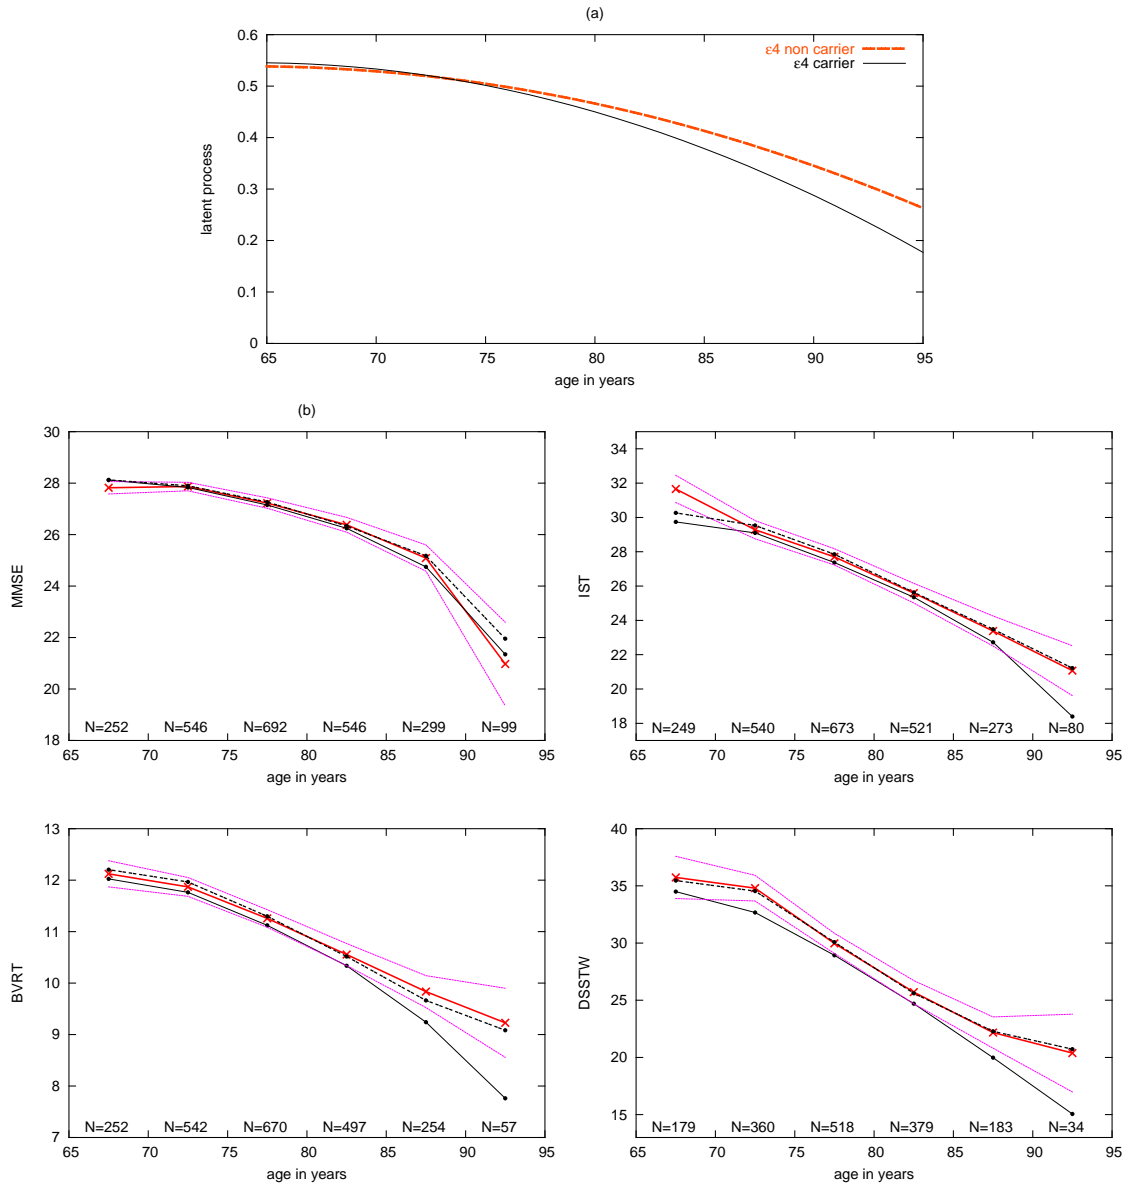 (a)
0.6
0.5
0.4
0.3
0.2
0.1
0
latent process
ε4 non carrier
ε4 carrier
65 70 75 80 85 90 95
age in years
(b)
30
28
26
24
22
20
18
MMSE
N=252 N=546 N=692 N=546 N=299 N=99
65 70 75 80 85 90 95
age in years
34
32
30
28
26
24
22
20
18
IST
N=249 N=540 N=673 N=521 N=273 N=80
65 70 75 80 85 90 95
age in years
13
12
11
10
9
8
7
BVRT
N=252 N=542 N=670 N=497 N=254 N=57
65 70 75 80 85 90 95
age in years
40
35
30
25
20
15
DSSTW
N=179 N=360 N=518 N=379 N=183 N=34
65 70 75 80 85 90 95
age in years